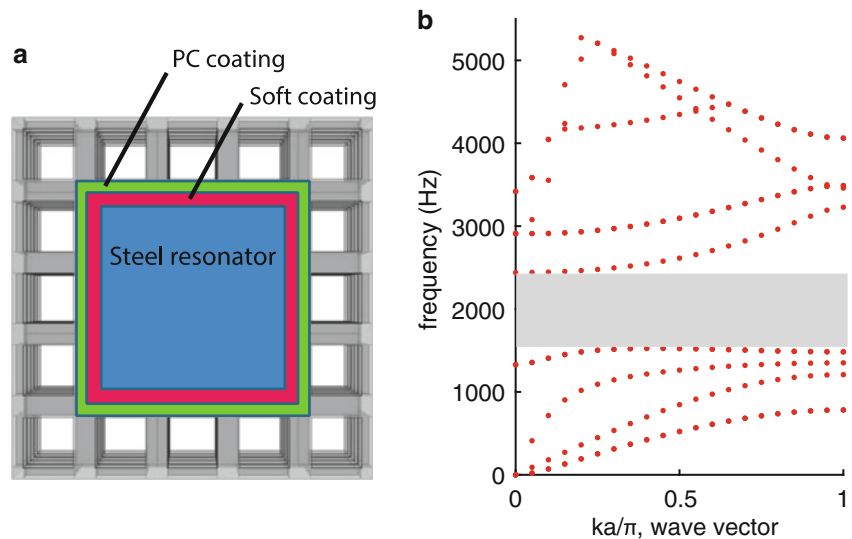 a
PC coating
Soft coating
Steel resonator
b
frequency (Hz)
5000
4000
3000
2000
1000
0
0
0.5
1
ka/π, wave vector